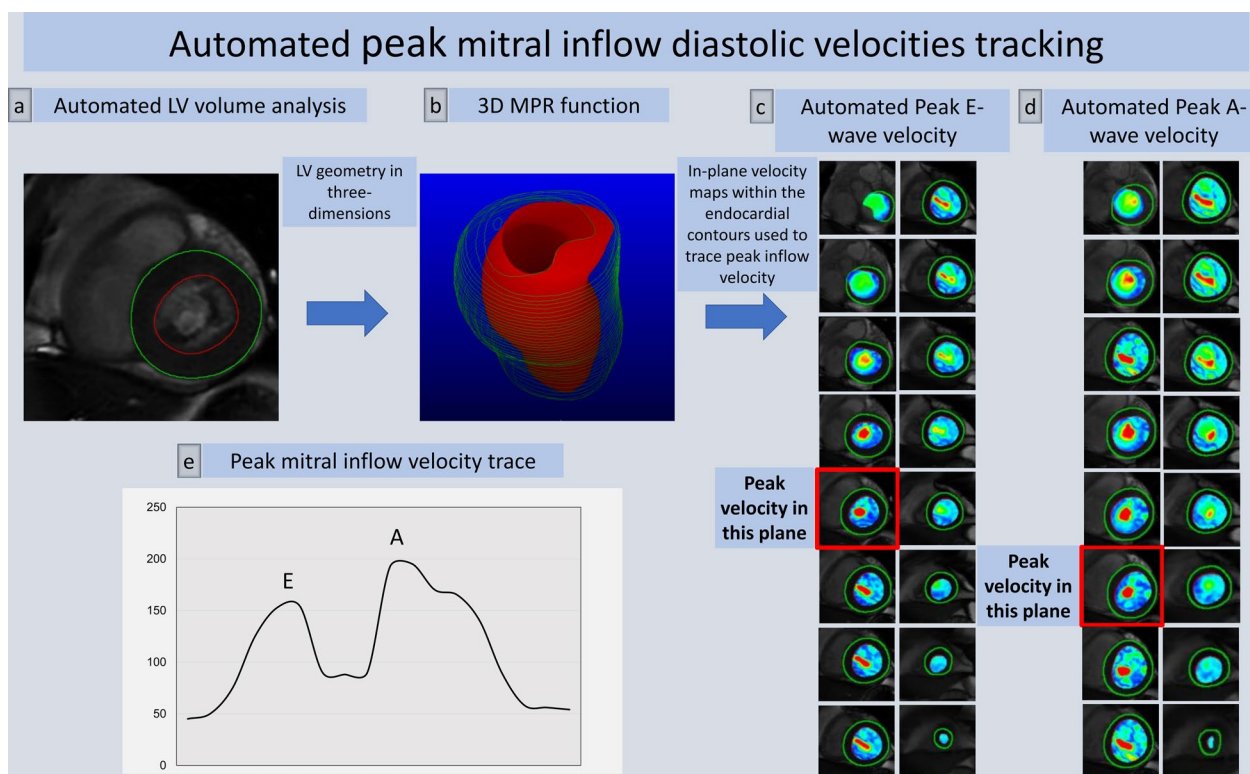 Automated peak mitral inflow diastolic velocities tracking
a
Automated LV volume analysis
b
3D MPR function
c
Automated Peak E-
wave velocity
d
Automated Peak A-
wave velocity
LV geometry in
three-
dimensions
In-plane velocity
maps within the
endocardial
contours used to
trace peak inflow
velocity
Peak
velocity in
this plane
Peak
velocity in
this plane
e
Peak mitral inflow velocity trace
250
200
150
100
50
0
E
A